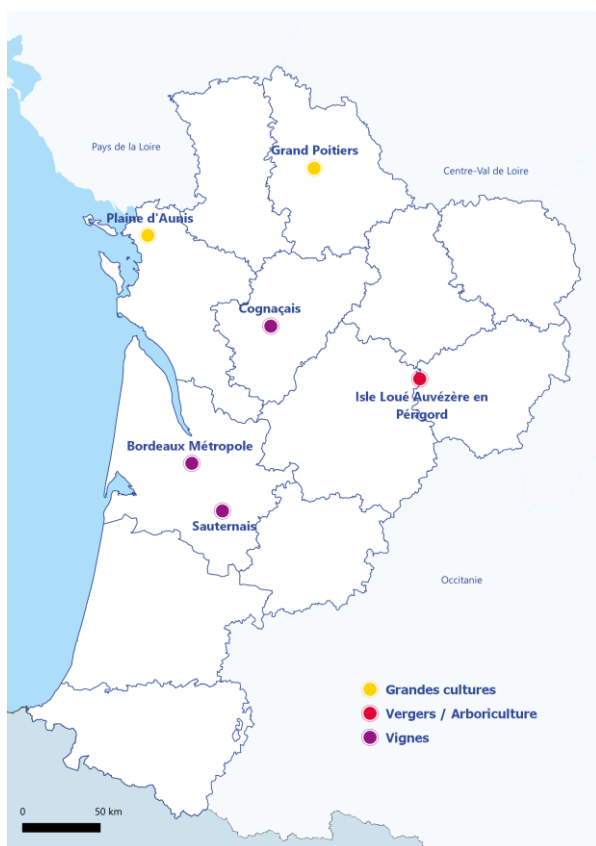 Pays de la Loire
Grand Poitiers
Centre-Val de Loire
Plaine d'Aunis
Cognaçais
Isle Loué Auvézère en
Périgord
Bordeaux Métropole
Sauternais
Occitanie
Grandes cultures
Vergers / Arboriculture
Vignes
0 50 km